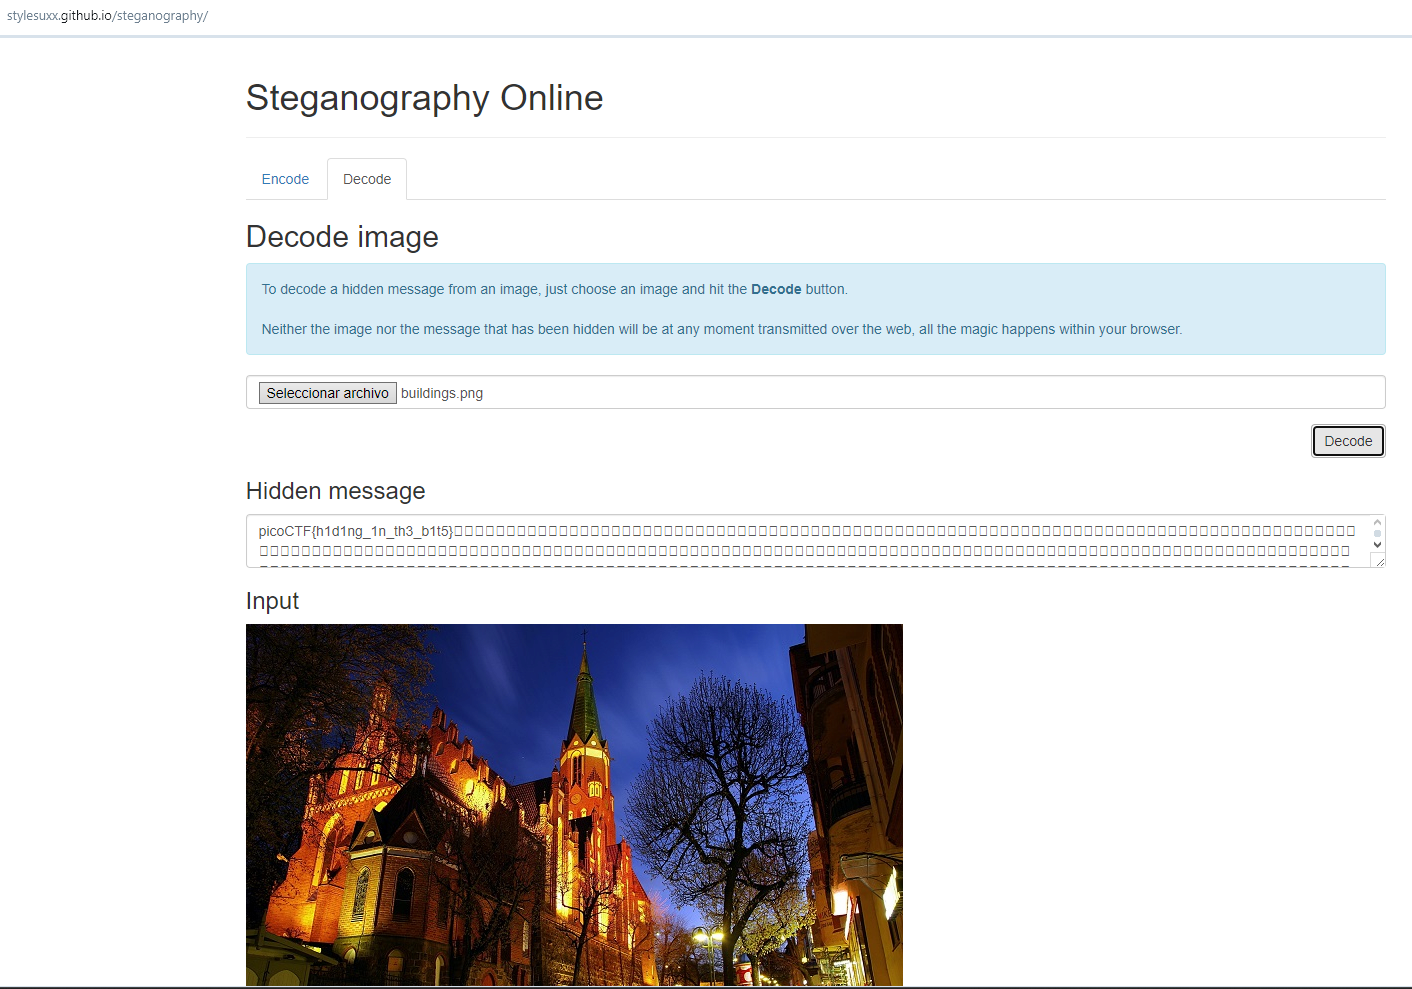 stylesuxx.github.io/steganography/
Steganography Online
Encode
Decode
Decode image
To decode a hidden message from an image, just choose an image and hit the Decode button.
Neither the image nor the message that has been hidden will be at any moment transmitted over the web, all the magic happens within your browser.
Seleccionar archivo buildings.png
Decode
Hidden message
picoCTF{h1d1ng_1n_th3_b1t5}
Input